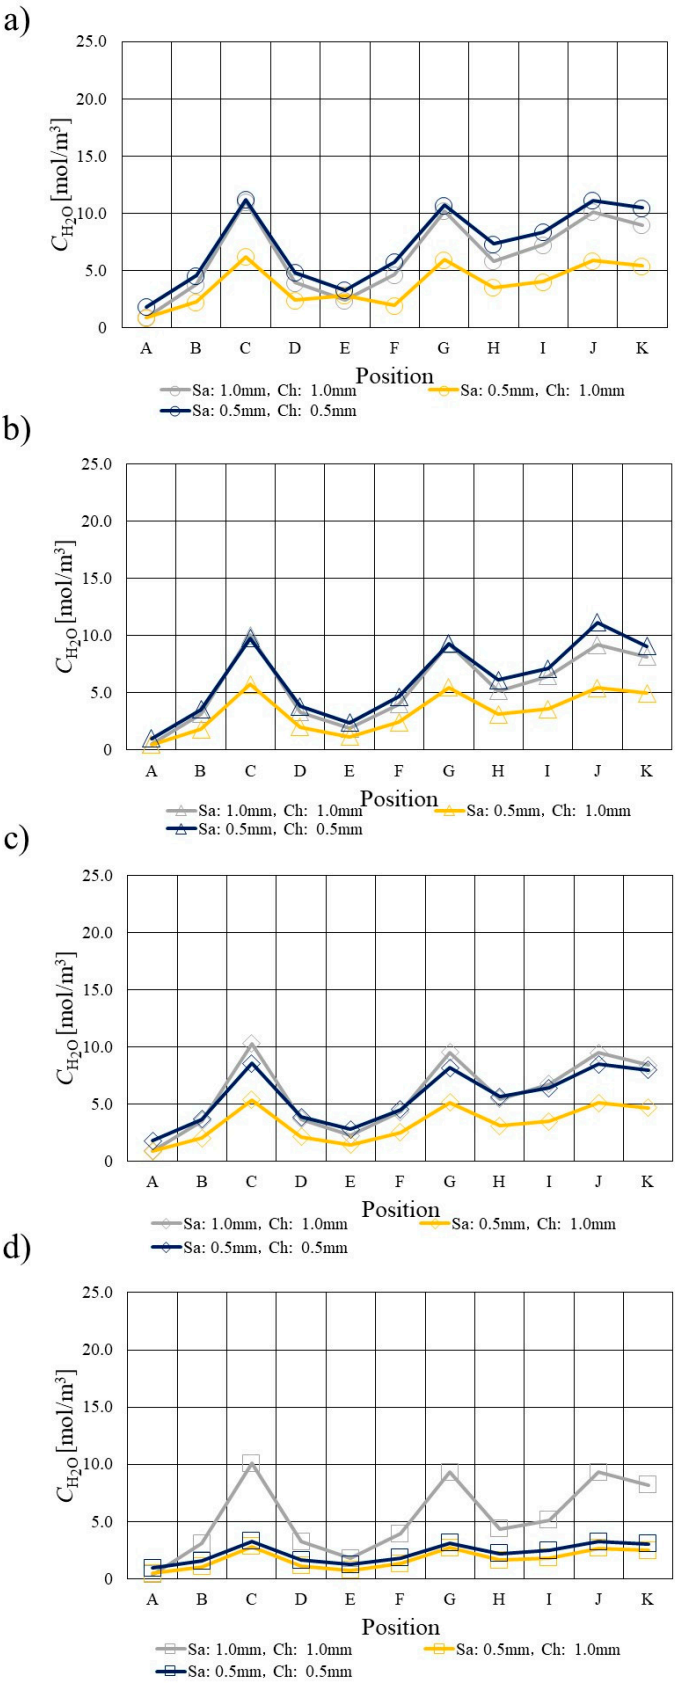 a)
25.0
20.0
15.0
10.0
5.0
0
C_H2O [mol/m³]
A B C D E F G H I J K
Position
Sa: 1.0mm, Ch: 1.0mm Sa: 0.5mm, Ch: 1.0mm
Sa: 0.5mm, Ch: 0.5mm
b)
25.0
20.0
15.0
10.0
5.0
0
C_H2O [mol/m³]
A B C D E F G H I J K
Position
Sa: 1.0mm, Ch: 1.0mm Sa: 0.5mm, Ch: 1.0mm
Sa: 0.5mm, Ch: 0.5mm
c)
25.0
20.0
15.0
10.0
5.0
0
C_H2O [mol/m³]
A B C D E F G H I J K
Position
Sa: 1.0mm, Ch: 1.0mm Sa: 0.5mm, Ch: 1.0mm
Sa: 0.5mm, Ch: 0.5mm
d)
25.0
20.0
15.0
10.0
5.0
0
C_H2O [mol/m³]
A B C D E F G H I J K
Position
Sa: 1.0mm, Ch: 1.0mm Sa: 0.5mm, Ch: 1.0mm
Sa: 0.5mm, Ch: 0.5mm